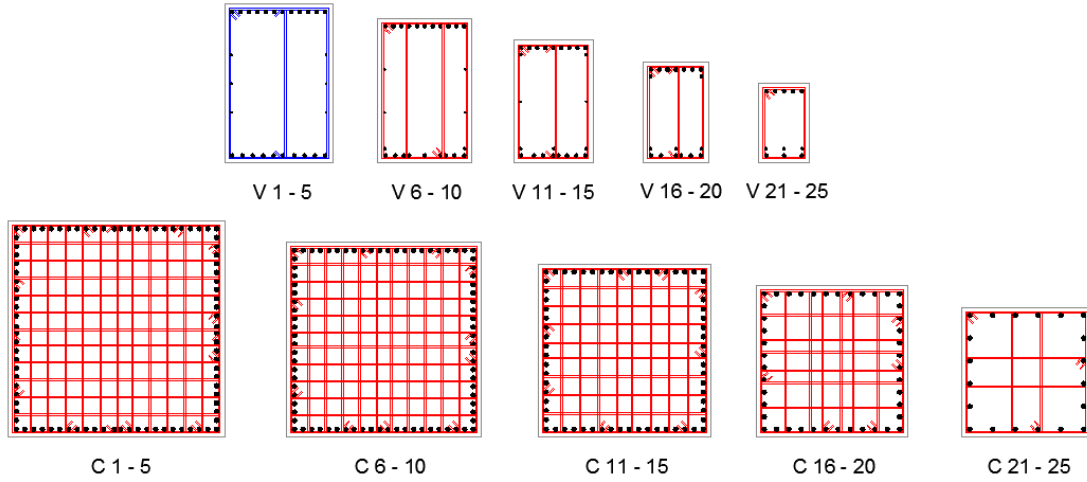 V 1 - 5
V 6 - 10
V 11 - 15
V 16 - 20
V 21 - 25
C 1 - 5
C 6 - 10
C 11 - 15
C 16 - 20
C 21 - 25